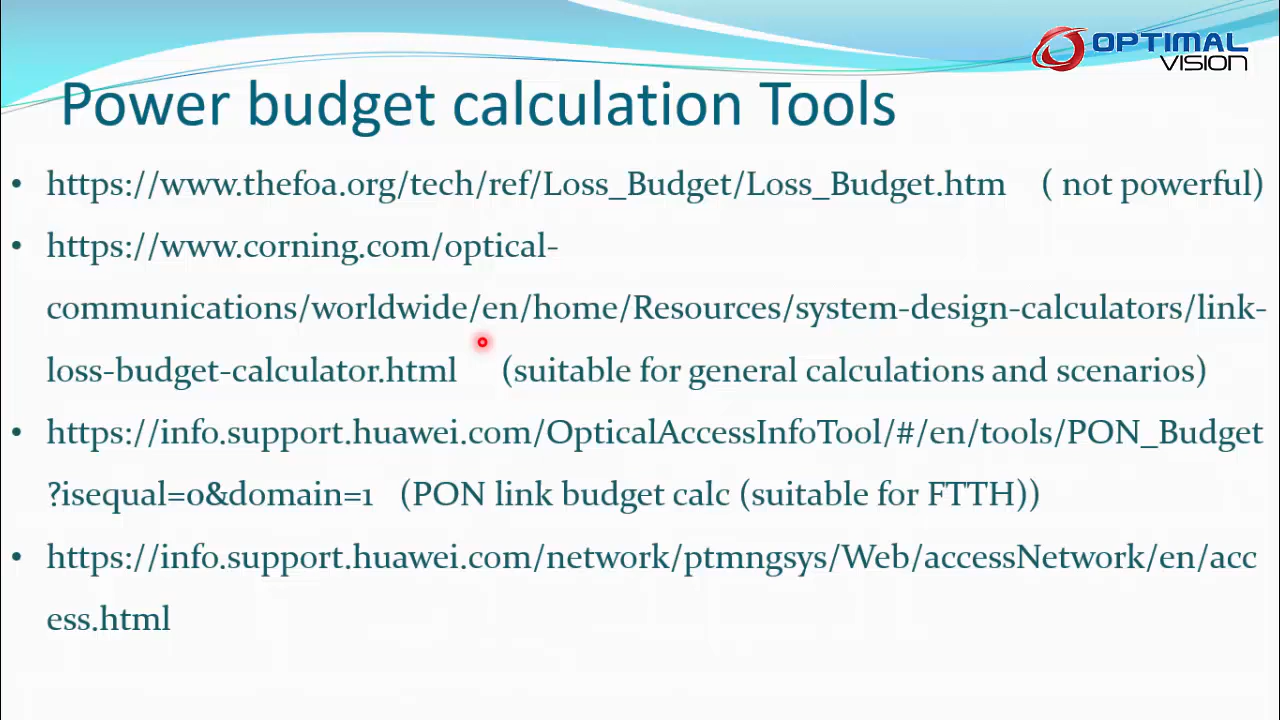 OPTIMAL
VISION
Power budget calculation Tools
• https://www.thefoa.org/tech/ref/Loss_Budget/Loss_Budget.htm ( not powerful)
• https://www.corning.com/optical-
communications/worldwide/en/home/Resources/system-design-calculators/link-
loss-budget-calculator.html (suitable for general calculations and scenarios)
• https://info.support.huawei.com/OpticalAccessInfoTool/#/en/tools/PON_Budget
?isequal=0&domain=1 (PON link budget calc (suitable for FTTH))
• https://info.support.huawei.com/network/ptmngsys/Web/accessNetwork/en/acc
ess.html